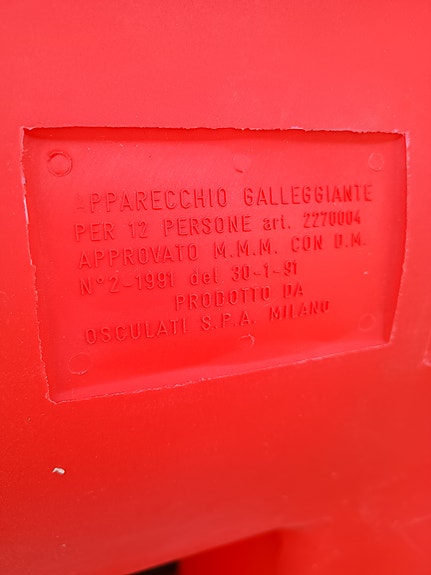 APPARECCHIO GALLEGGIANTE
PER 12 PERSONE art. 2270004
APPROVATO M.M.M. CON D.M.
N°2-1991 del 30-1-91
PRODOTTO DA
OSCULATI S.P.A. MILANO